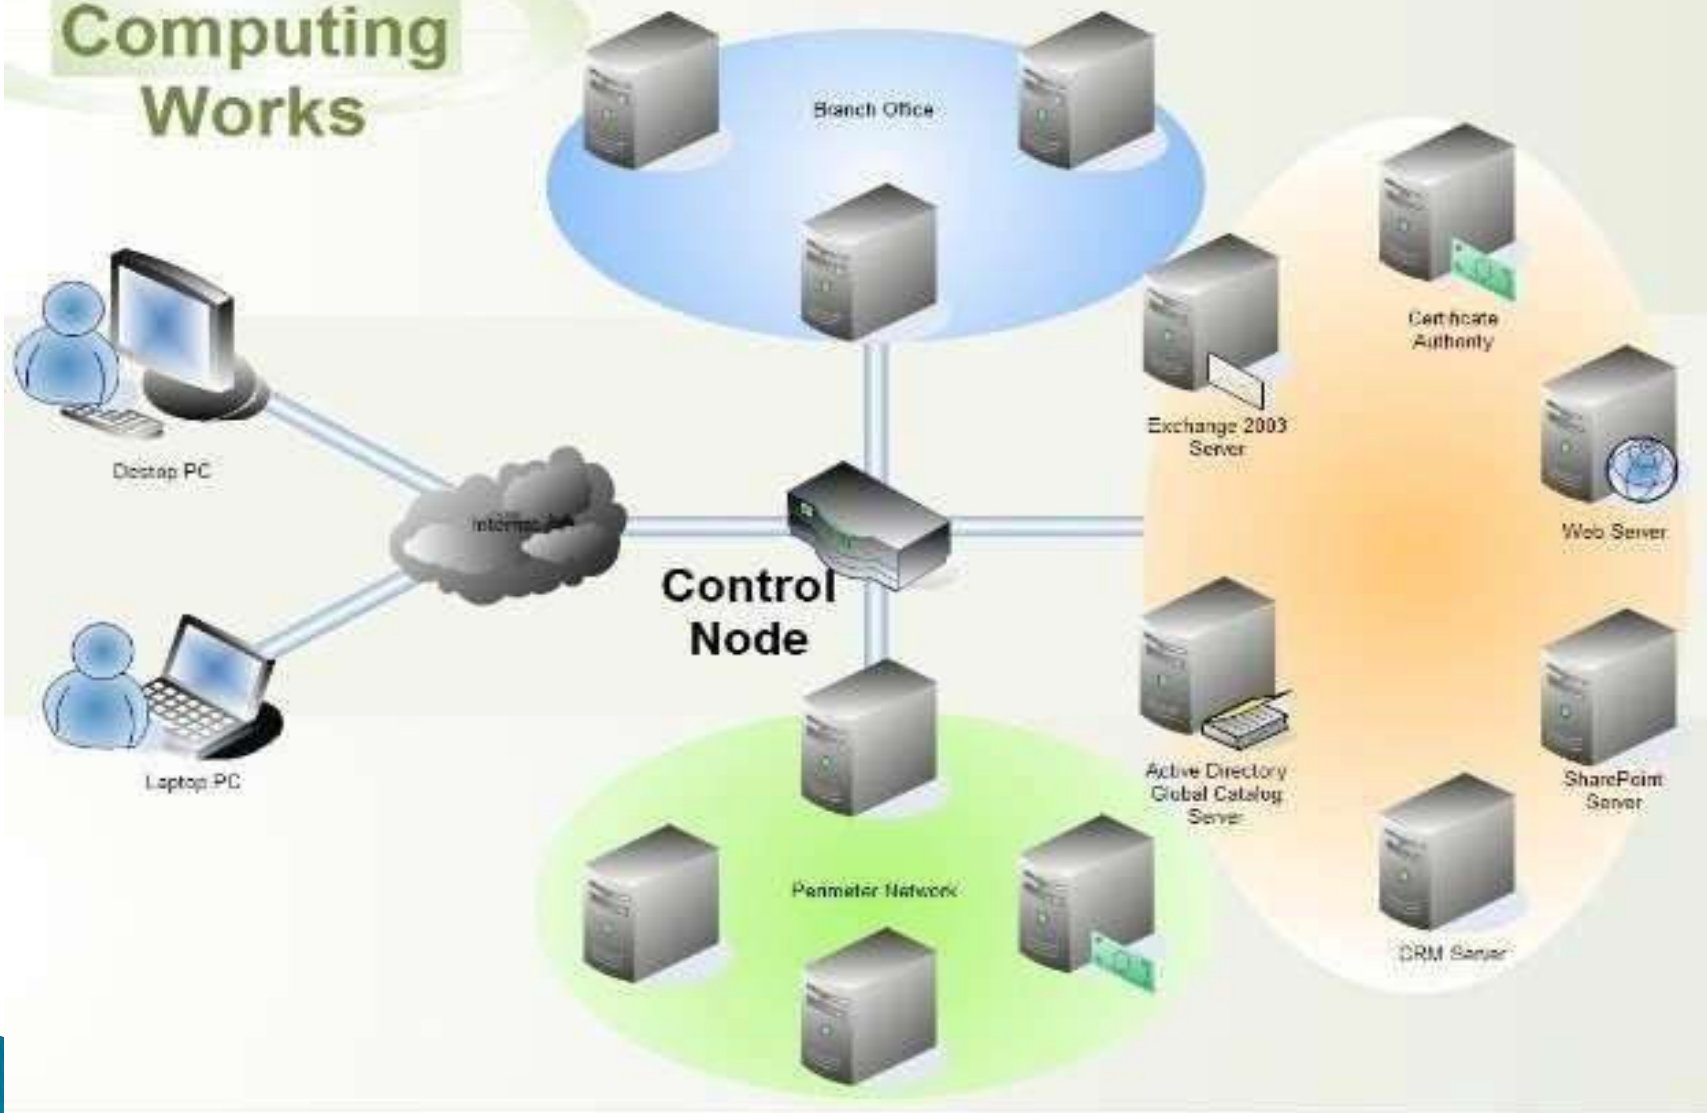 Computing
Works
Branch Office
Certificate
Authority
Exchange 2003
Server
Destop PC
Internet
Web Server
Control
Node
Active Directory
Global Catalog
Server
SharePoint
Server
Laptop PC
Perimeter Network
CRM Server